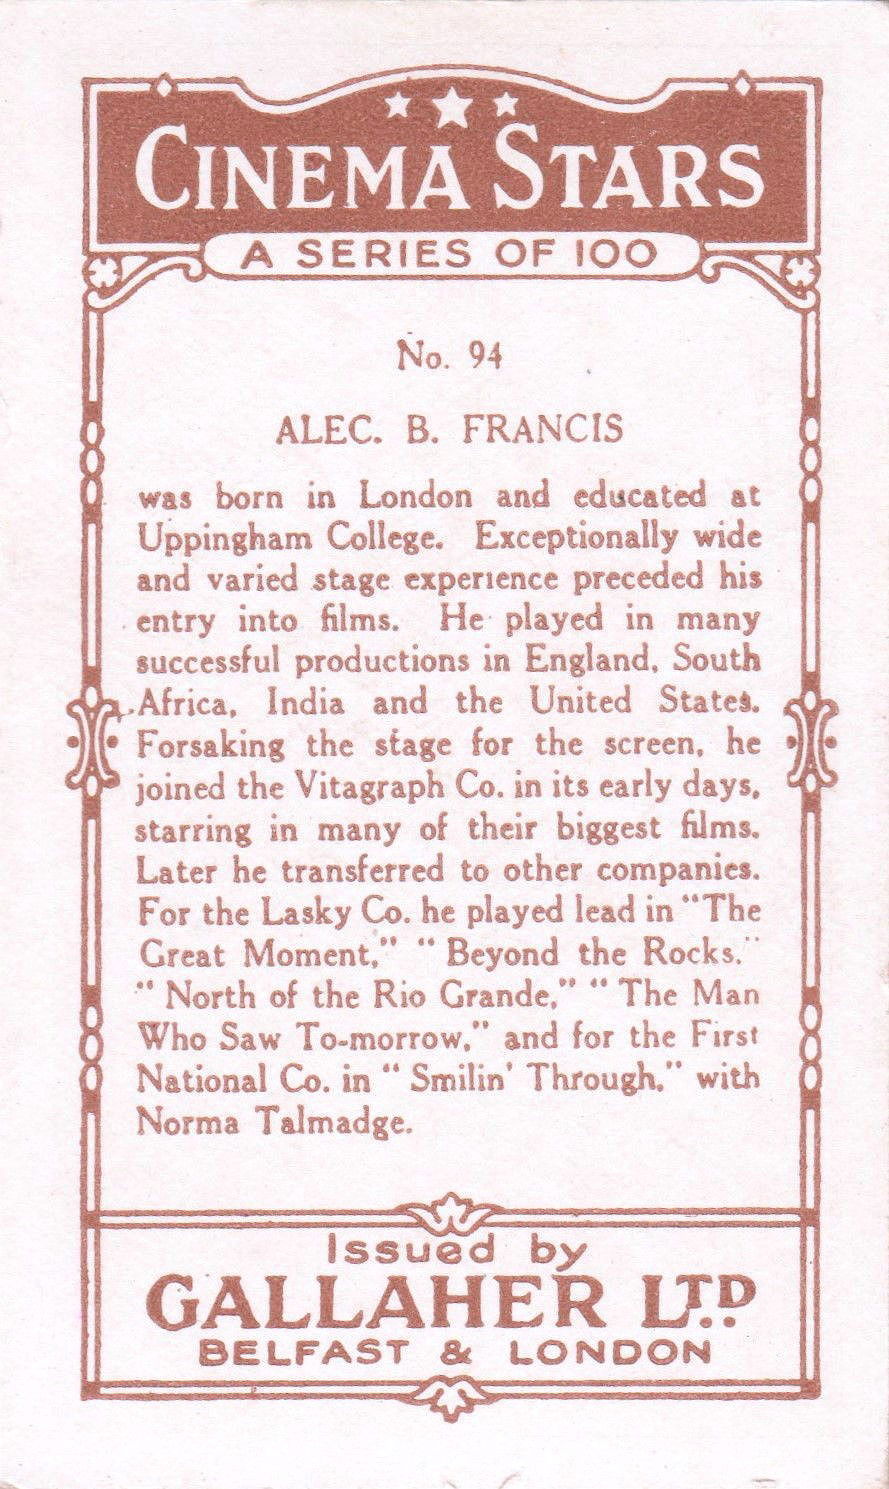 CINEMA STARS
A SERIES OF 100
No. 94
ALEC. B. FRANCIS
was born in London and educated at
Uppingham College. Exceptionally wide
and varied stage experience preceded his
entry into films. He played in many
successful productions in England, South
Africa, India and the United States.
Forsaking the stage for the screen, he
joined the Vitagraph Co. in its early days,
starring in many of their biggest films.
Later he transferred to other companies.
For the Lasky Co. he played lead in "The
Great Moment," "Beyond the Rocks."
"North of the Rio Grande," "The Man
Who Saw To-morrow," and for the First
National Co. in "Smilin' Through," with
Norma Talmadge.
Issued by
GALLAHER LTD.
BELFAST & LONDON